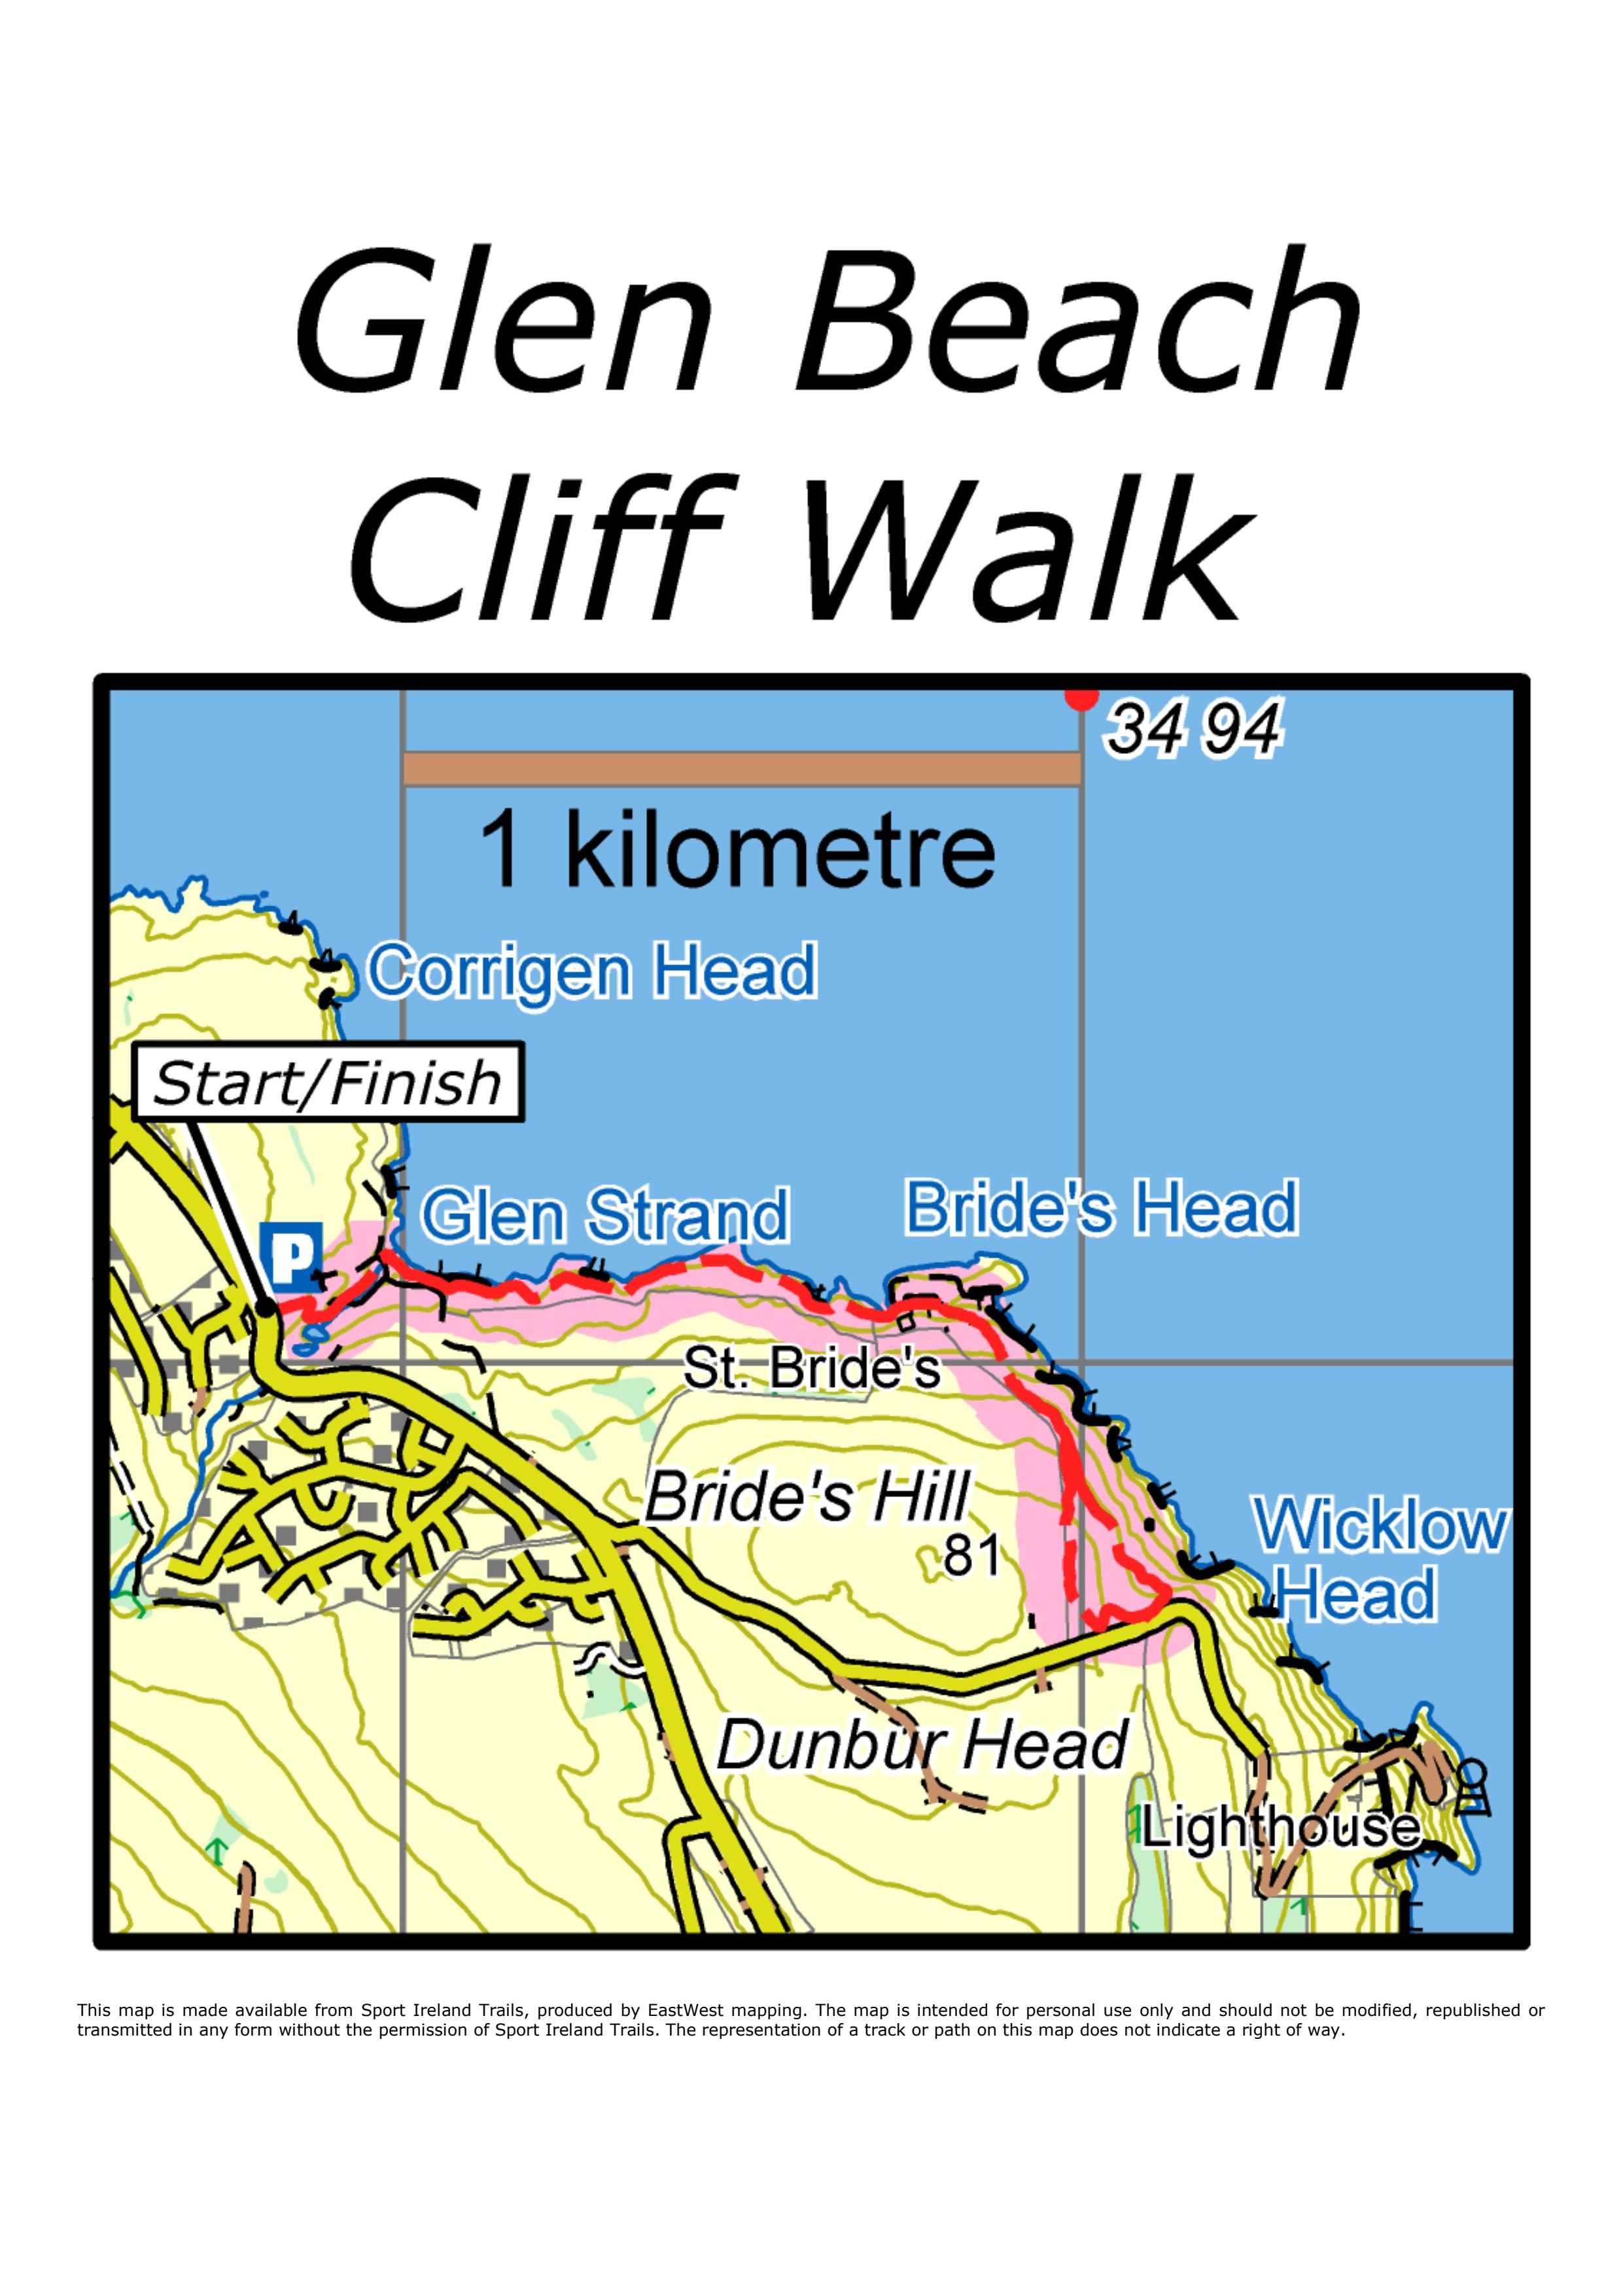 Glen Beach
Cliff Walk
34 94
1 kilometre
Corrigen Head
Start/Finish
P
Glen Strand
Bride's Head
St. Bride's
Bride's Hill
81
Wicklow
Head
Dunbur Head
Lighthouse
This map is made available from Sport Ireland Trails, produced by EastWest mapping. The map is intended for personal use only and should not be modified, republished or
transmitted in any form without the permission of Sport Ireland Trails. The representation of a track or path on this map does not indicate a right of way.